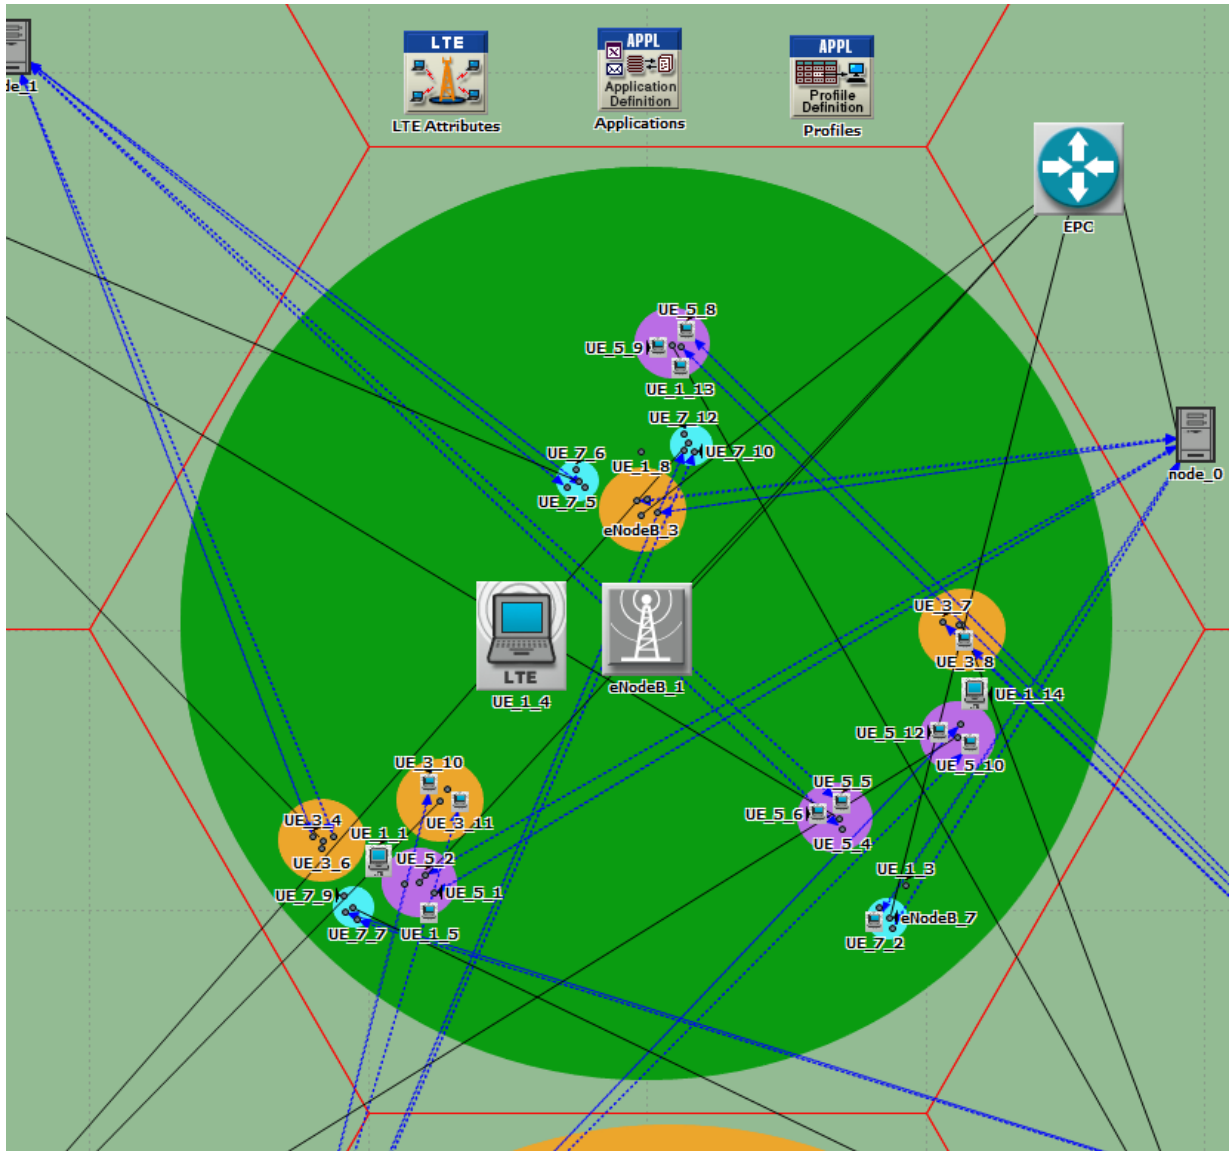 LTE
LTE Attributes
APPL
Application
Definition
Applications
APPL
Profile
Definition
Profiles
de_1
EPC
UE_5_8
UE_5_9
UE_1_13
UE_7_12
UE_7_10
UE_7_6
UE_1_8
UE_7_5
eNodeB_3
node_0
LTE
UE_1_4
eNodeB_1
UE_3_7
UE_3_8
UE_1_14
UE_5_12
UE_5_10
UE_3_10
UE_3_11
UE_5_5
UE_5_6
UE_5_4
UE_3_4
UE_1_1
UE_3_6
UE_5_2
UE_5_1
UE_7_9
UE_7_7
UE_1_5
UE_1_3
eNodeB_7
UE_7_2